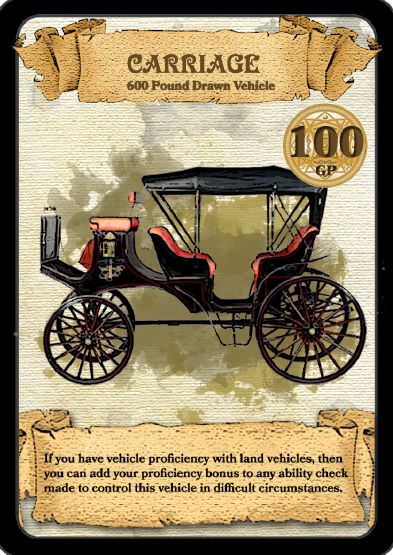 CARRIAGE
600 Pound Drawn Vehicle
100
GP
If you have vehicle proficiency with land vehicles, then
you can add your proficiency bonus to any ability check
made to control this vehicle in difficult circumstances.